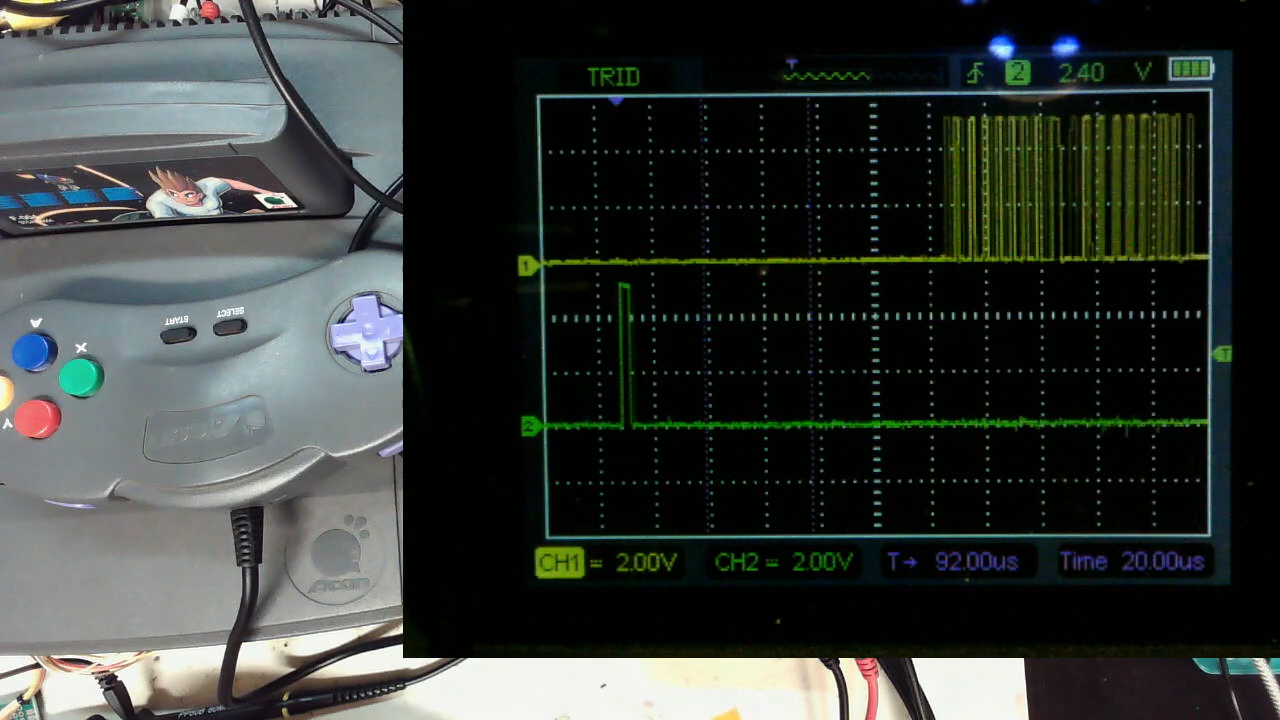 TRID
2
2.40 V
1
T
2
CH1 = 2.00V
CH2 = 2.00V
T→ 92.00us
Time 20.00us
START
SELECT
A
X
Y
A'can